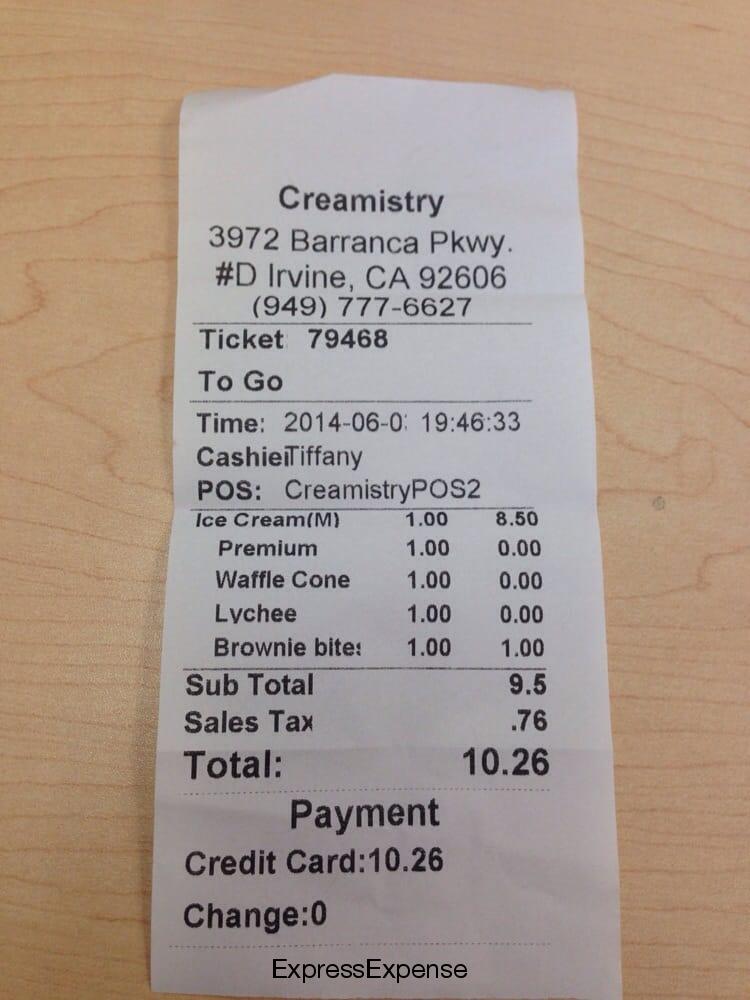 Creamistry
3972 Barranca Pkwy.
#D Irvine, CA 92606
(949) 777-6627
Ticket 79468
To Go
Time: 2014-06-0 19:46:33
Cashier Tiffany
POS: CreamistryPOS2
Ice Cream(M) 1.00 8.50
Premium 1.00 0.00
Waffle Cone 1.00 0.00
Lychee 1.00 0.00
Brownie bites 1.00 1.00
Sub Total 9.5
Sales Tax .76
Total: 10.26
Payment
Credit Card:10.26
Change:0
ExpressExpense